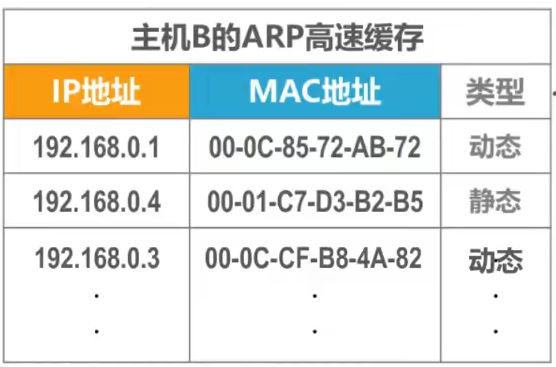 主机B的ARP高速缓存
IP地址 MAC地址 类型
192.168.0.1 00-0C-85-72-AB-72 动态
192.168.0.4 00-01-C7-D3-B2-B5 静态
192.168.0.3 00-0C-CF-B8-4A-82 动态
. . .
. . .